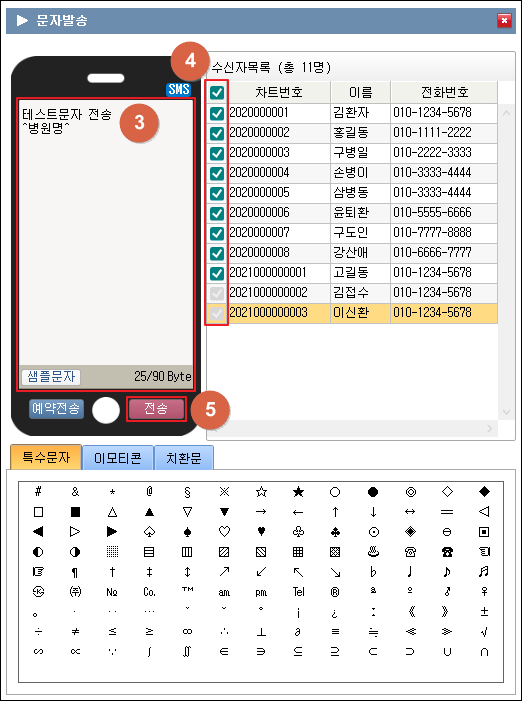 ▶ 문자발송
4
수신자목록 (총 11명)
SMS
차트번호 이름 전화번호
테스트문자 전송
^병원명^
3
2020000001 김환자 010-1234-5678
2020000002 홍길동 010-1111-2222
2020000003 구병일 010-2222-3333
2020000004 손병이 010-3333-4444
2020000005 삼병동 010-3333-4444
2020000006 윤퇴환 010-5555-6666
2020000007 구도인 010-7777-8888
2020000008 강산애 010-6666-7777
2021000000001 고길동 010-1234-5678
2021000000002 김접수 010-1234-5678
2021000000003 이신환 010-1234-5678
샘플문자 25/90 Byte
예약전송 전송 5
특수문자 이모티콘 치환문
# & * @ § ※ ☆ ★ ○ ● ◎ ◇ ◆
□ ■ △ ▲ ▽ ▼ → ← ↑ ↓ ↔ 〓 ◁
◀ ▷ ▶ ♤ ♠ ♡ ♥ ♧ ♣ ⊙ ◈ ⊖ ▣
◐ ◑ ▒ ▤ ▥ ▨ ▧ ▦ ▩ ♨ ☏ ☎ ☜
☞ ¶ † ‡ ↕ ↗ ↙ ↖ ↘ ♭ ♩ ♪ ♬
㉿ ㈜ № ㏇ ™ ㏂ ㏘ ℡ ® ª º ♂ ♀
。 · ‥ … ˇ ˘ ˚ ¡ ¿ ː 《 》 ±
÷ ≠ ≤ ≥ ∞ ∴ ⊥ ∂ ≡ ≒ ≪ ≫ √
∽ ∝ ∵ ∫ ∬ ∈ ∋ ⊆ ⊇ ⊂ ⊃ ∪ ∩